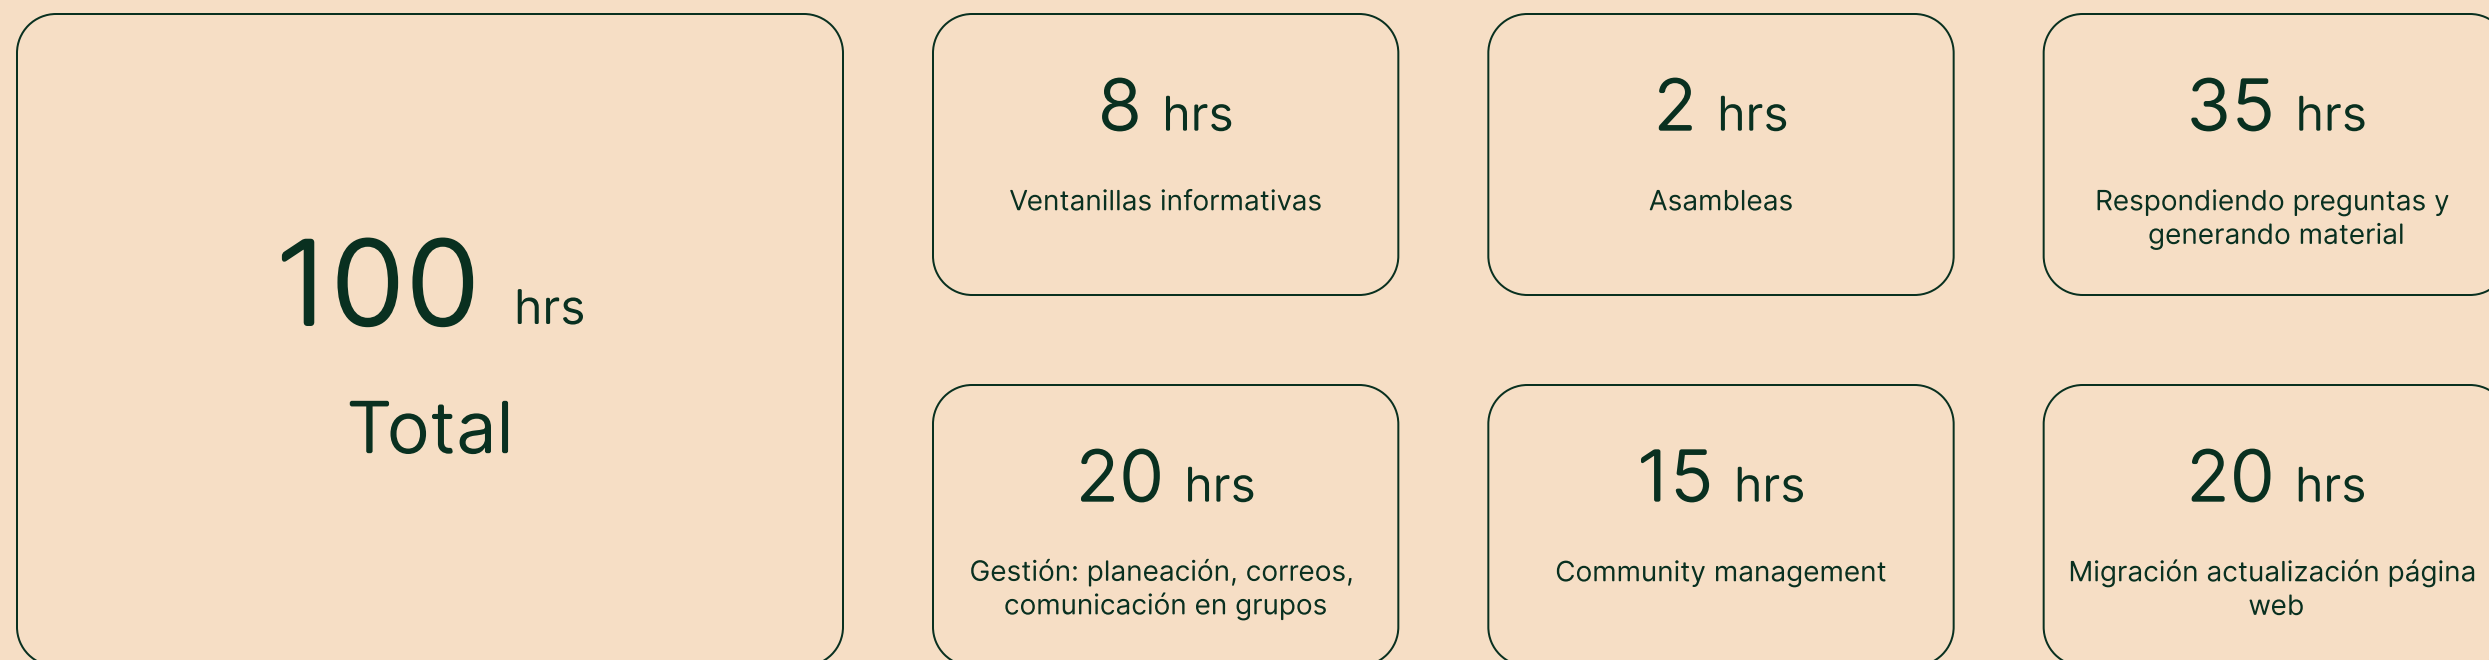 100 hrs
Total
8 hrs
Ventanillas informativas
2 hrs
Asambleas
35 hrs
Respondiendo preguntas y
generando material
20 hrs
Gestión: planeación, correos,
comunicación en grupos
15 hrs
Community management
20 hrs
Migración actualización página
web